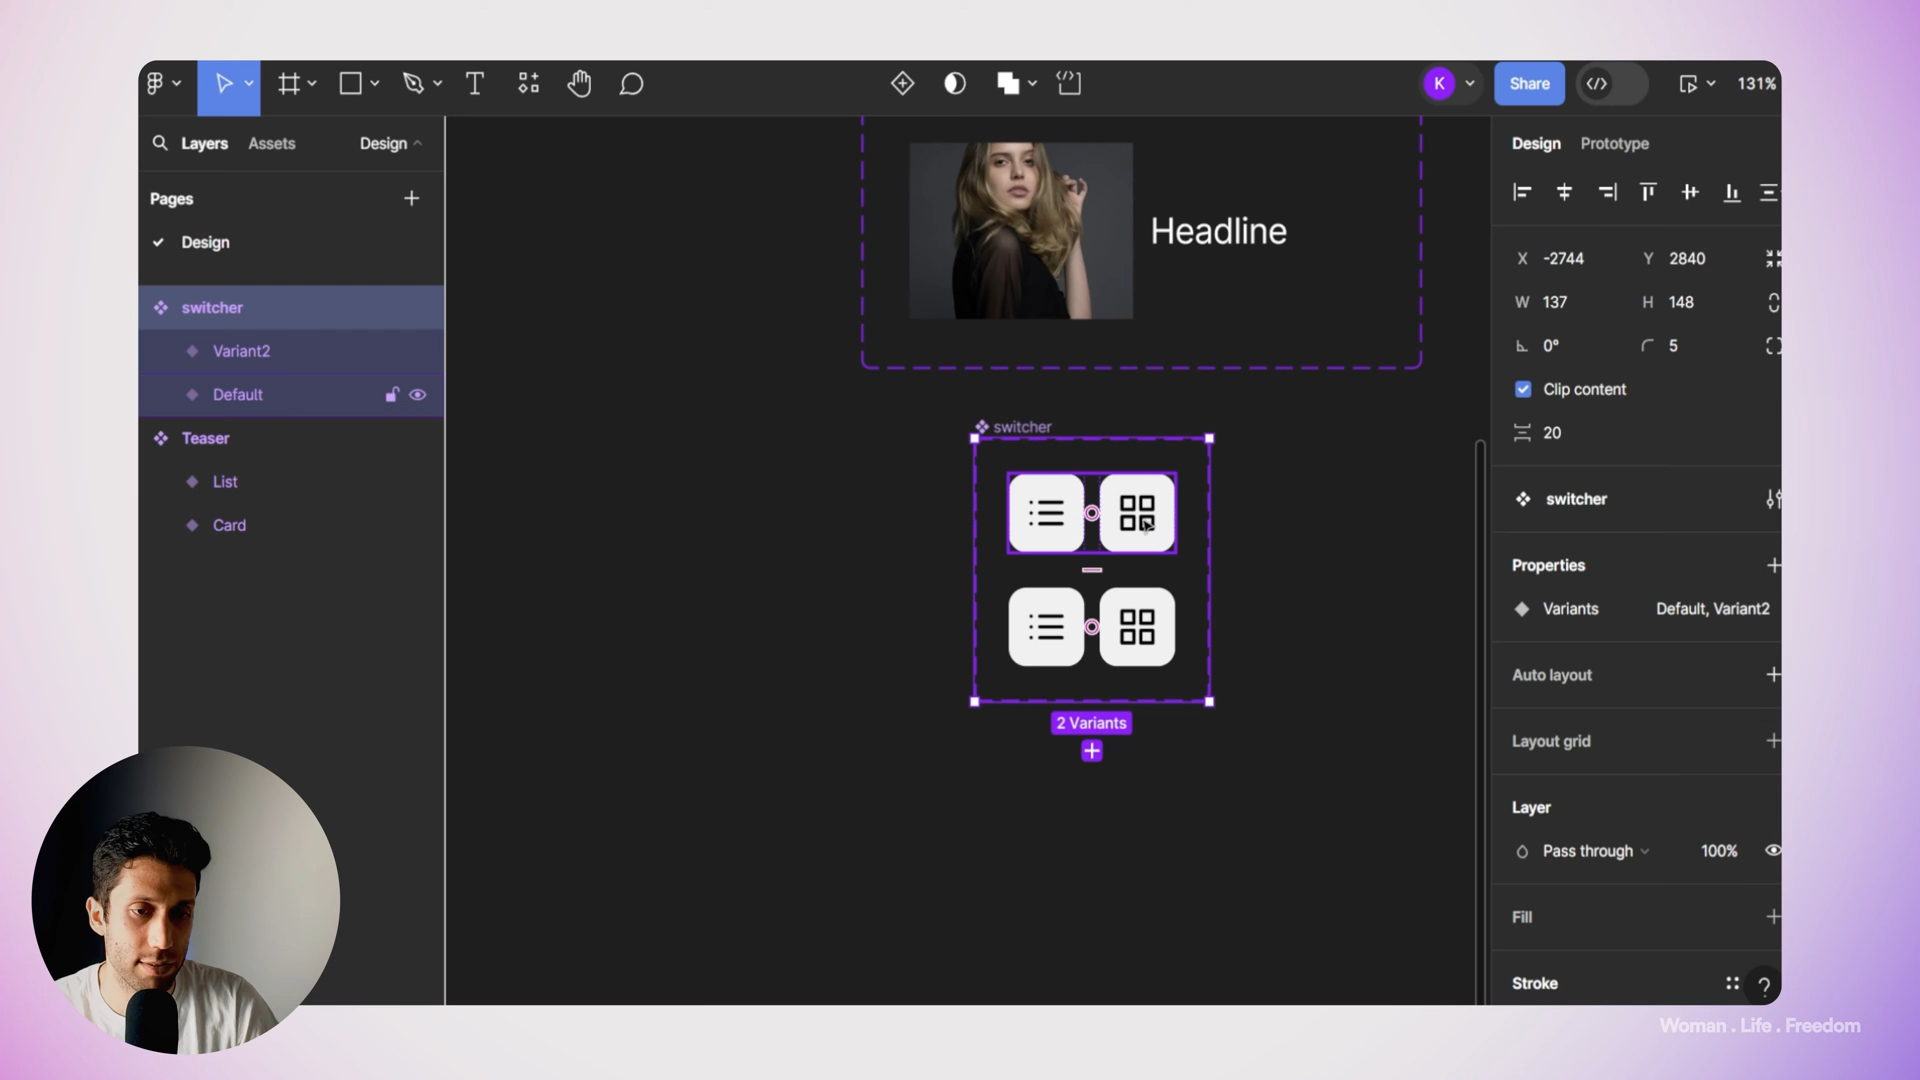 K
Share
131%
Layers
Assets
Design
Design
Prototype
Pages
Design
switcher
Variant2
Default
Teaser
List
Card
Headline
switcher
2 Variants
X -2744
Y 2840
W 137
H 148
0°
5
Clip content
20
switcher
Properties
Variants
Default, Variant2
Auto layout
Layout grid
Layer
Pass through
100%
Fill
Stroke
?
Woman . Life . Freedom